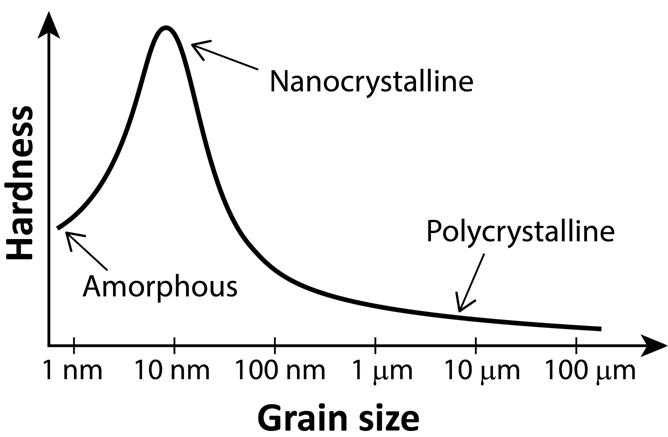 Hardness
Nanocrystalline
Polycrystalline
Amorphous
1 nm 10 nm 100 nm 1 μm 10 μm 100 μm
Grain size